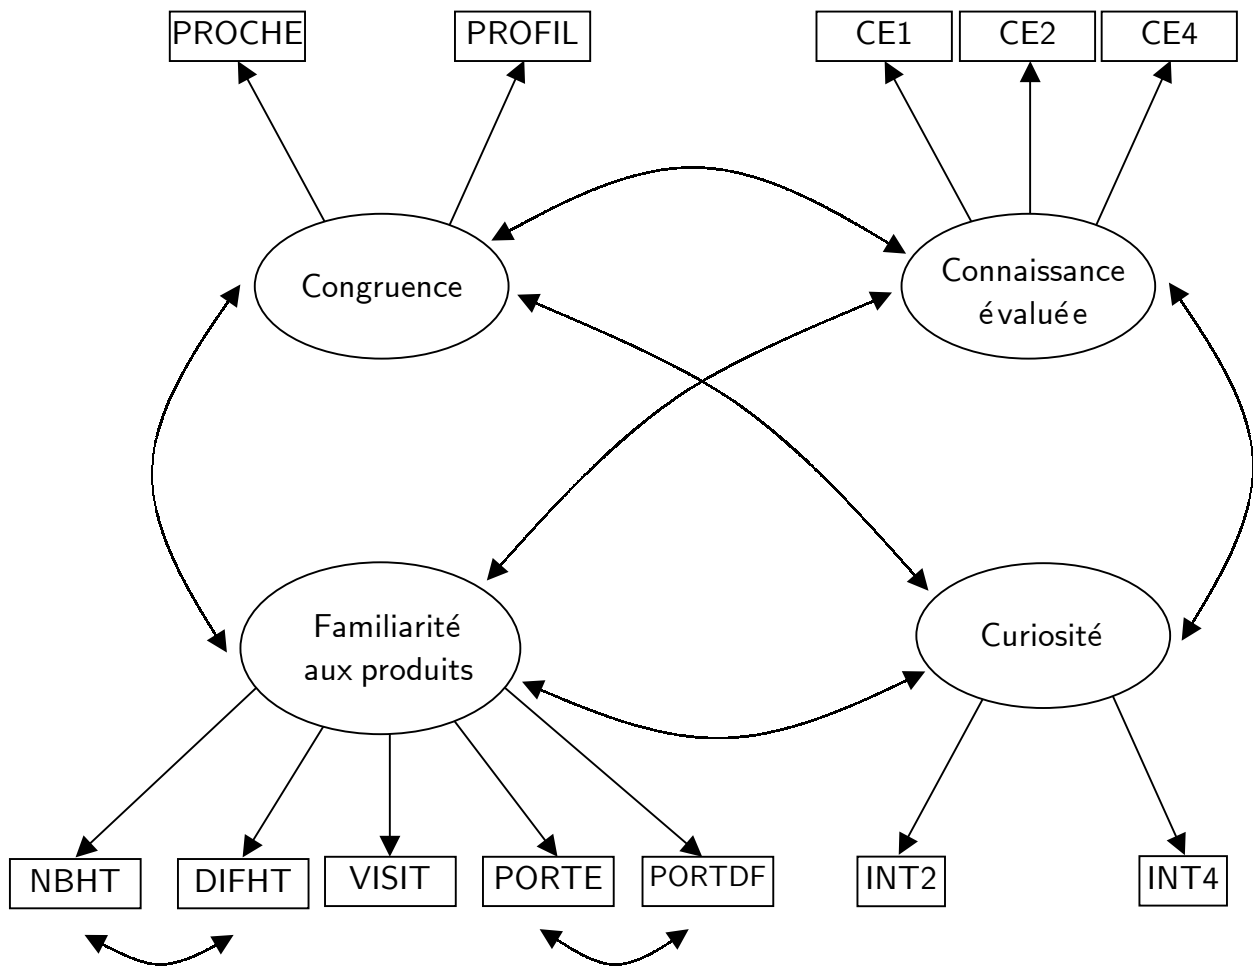 PROCHE
PROFIL
CE1
CE2
CE4
Congruence
Connaissance
évaluée
Familiarité
aux produits
Curiosité
NBHT
DIFHT
VISIT
PORTE
PORTDF
INT2
INT4